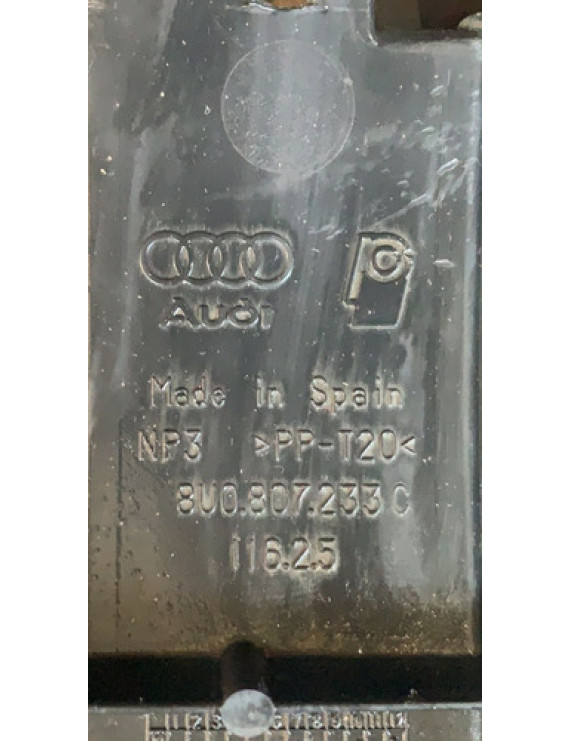 Audi
Made in Spain
NP3 >PP-T20<
8U0.807.233 C
116.2.5